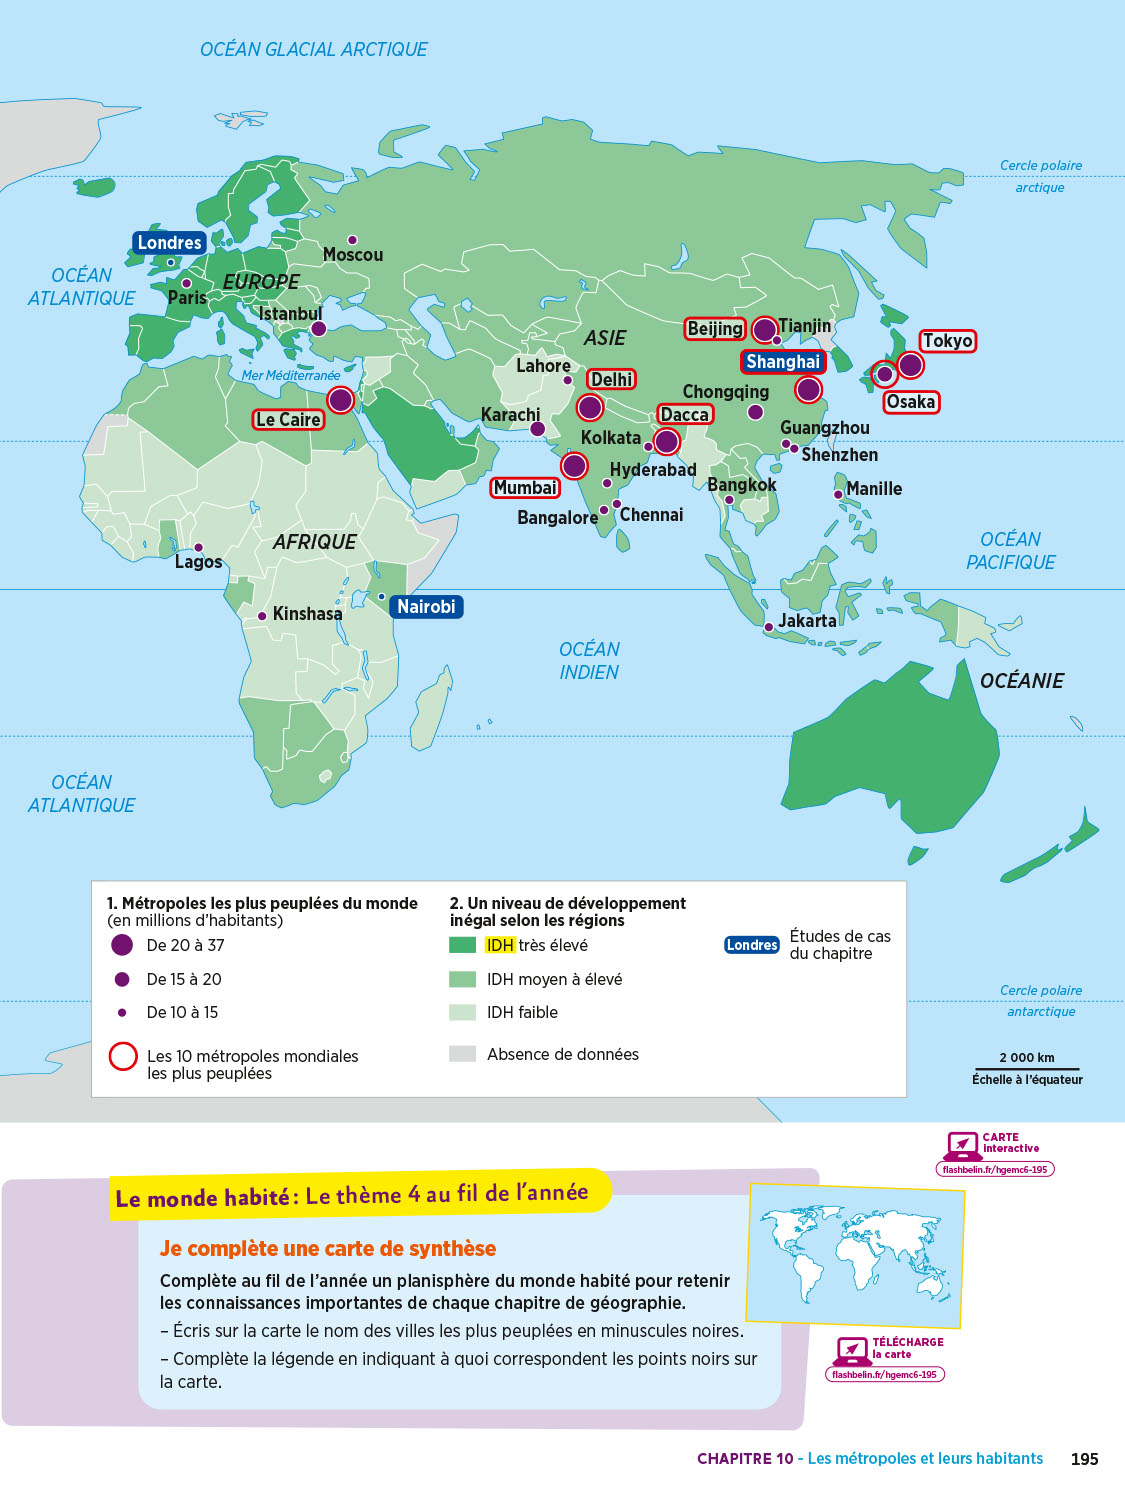 OCÉAN GLACIAL ARCTIQUE
Cercle polaire
arctique
Londres
Moscou
OCÉAN
ATLANTIQUE
EUROPE
Paris
Istanbul
ASIE
Beijing
Tianjin
Tokyo
Mer Méditerranée
Lahore
Shanghai
Delhi
Chongqing
Osaka
Le Caire
Karachi
Dacca
Guangzhou
Kolkata
Shenzhen
Hyderabad
Mumbai
Bangkok
Manille
Bangalore
Chennai
AFRIQUE
OCÉAN
PACIFIQUE
Lagos
Nairobi
Kinshasa
Jakarta
OCÉAN
INDIEN
OCÉANIE
OCÉAN
ATLANTIQUE
1. Métropoles les plus peuplées du monde
(en millions d'habitants)
De 20 à 37
De 15 à 20
De 10 à 15
Les 10 métropoles mondiales
les plus peuplées
2. Un niveau de développement
inégal selon les régions
IDH très élevé
IDH moyen à élevé
IDH faible
Absence de données
Londres
Études de cas
du chapitre
Cercle polaire
antarctique
2 000 km
Échelle à l'équateur
CARTE
interactive
flashbelin.fr/hgemc6-195
Le monde habité : Le thème 4 au fil de l'année
Je complète une carte de synthèse
Complète au fil de l'année un planisphère du monde habité pour retenir
les connaissances importantes de chaque chapitre de géographie.
– Écris sur la carte le nom des villes les plus peuplées en minuscules noires.
– Complète la légende en indiquant à quoi correspondent les points noirs sur
la carte.
TÉLÉCHARGE
la carte
flashbelin.fr/hgemc6-195
CHAPITRE 10 - Les métropoles et leurs habitants
195